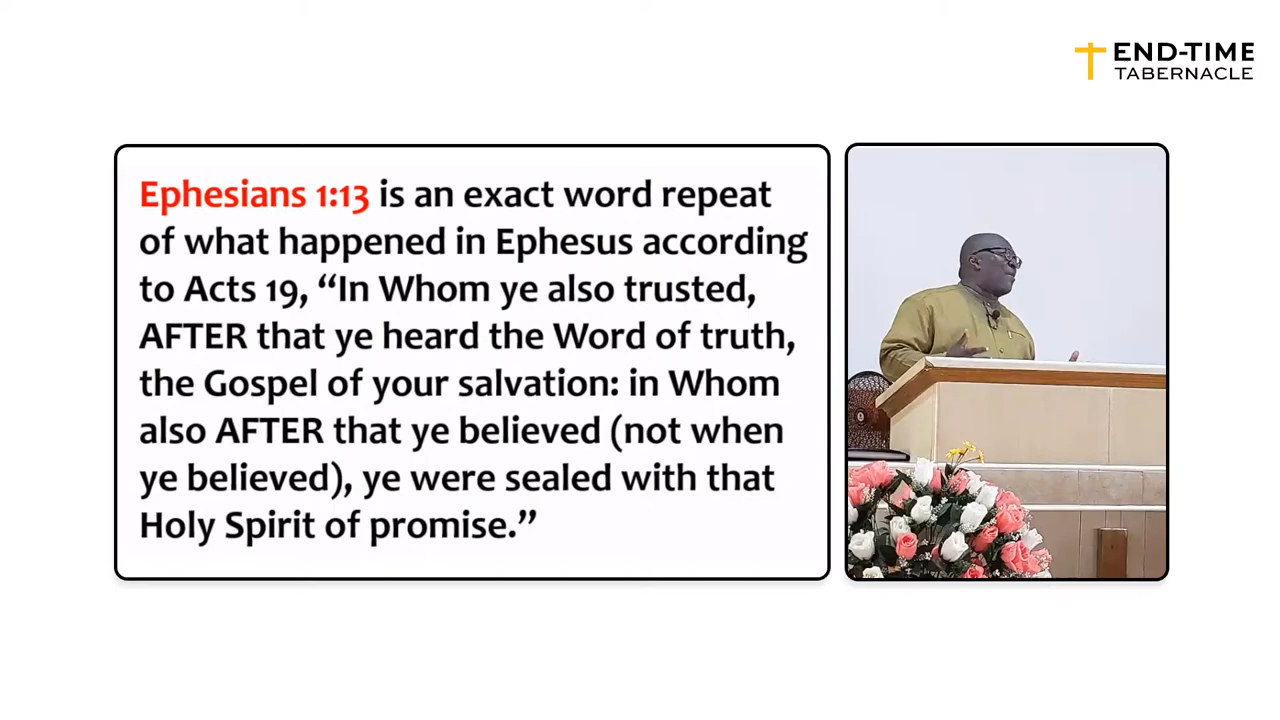 END-TIME
TABERNACLE
Ephesians 1:13 is an exact word repeat
of what happened in Ephesus according
to Acts 19, “In Whom ye also trusted,
AFTER that ye heard the Word of truth,
the Gospel of your salvation: in Whom
also AFTER that ye believed (not when
ye believed), ye were sealed with that
Holy Spirit of promise.”